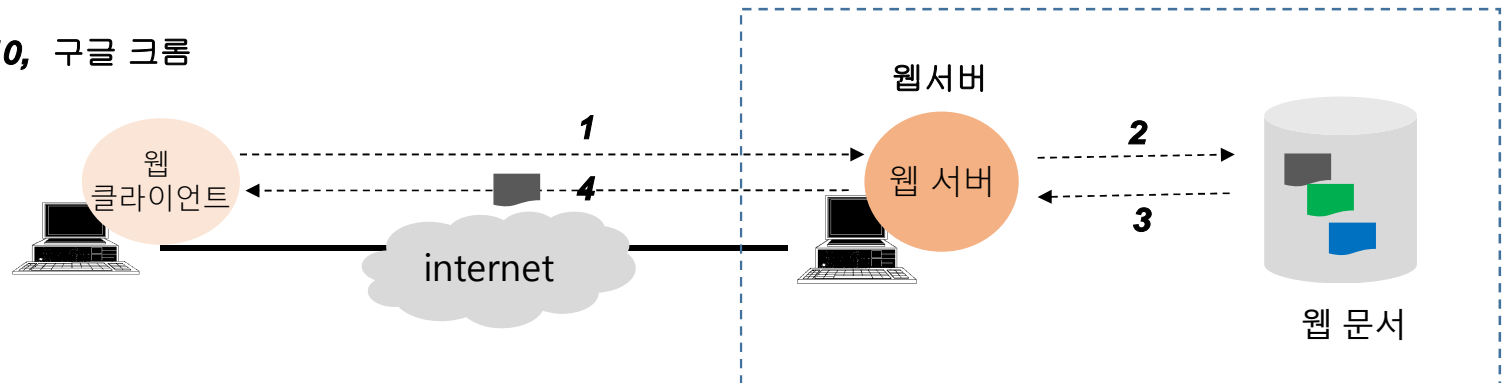 0, 구글 크롬
웹서버
1
2
웹
클라이언트
웹 서버
4
3
internet
웹 문서